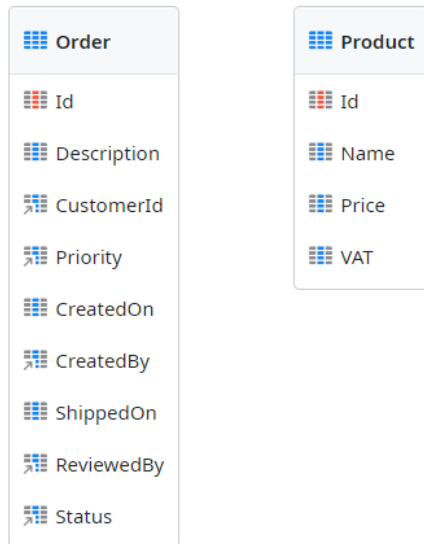 Order
Id
Description
CustomerId
Priority
CreatedOn
CreatedBy
ShippedOn
ReviewedBy
Status
Product
Id
Name
Price
VAT